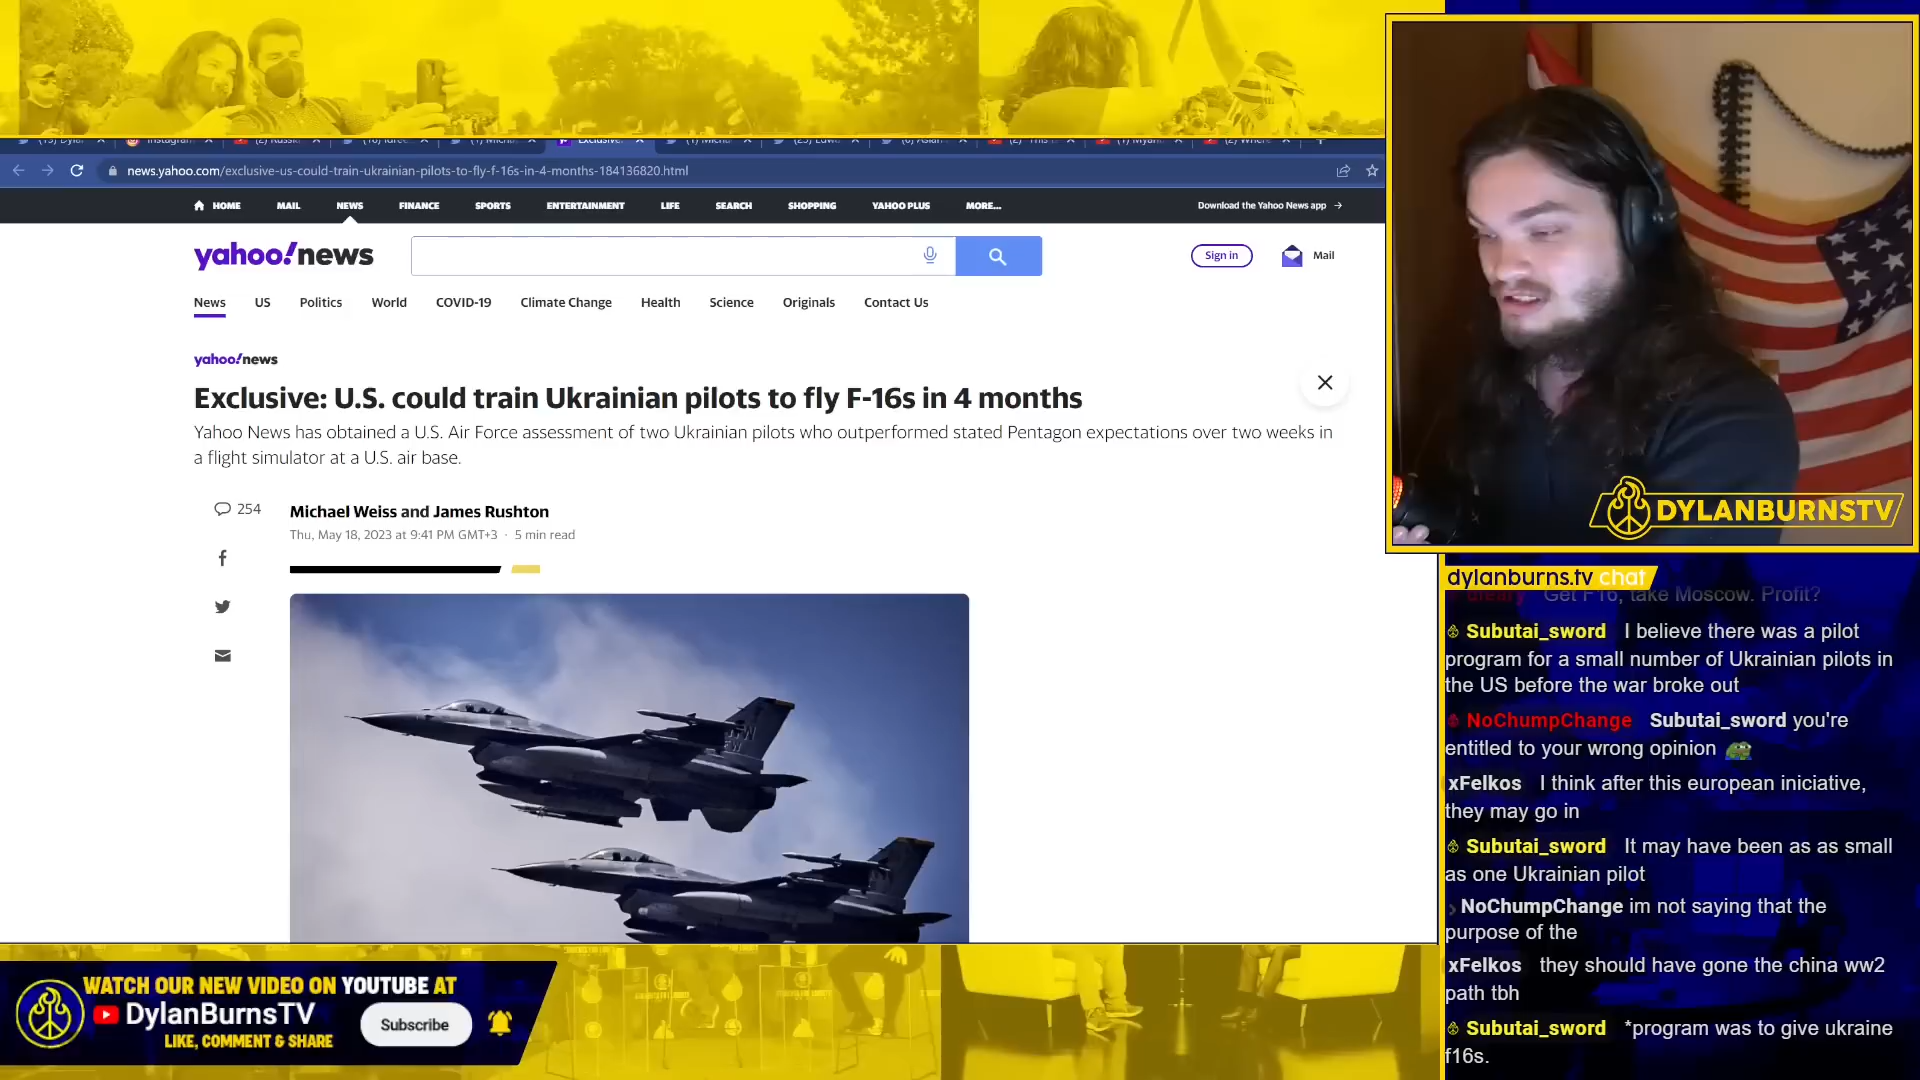 news.yahoo.com/exclusive-us-could-train-ukrainian-pilots-to-fly-f-16s-in-4-months-184136820.html
HOME MAIL NEWS FINANCE SPORTS ENTERTAINMENT LIFE SEARCH SHOPPING YAHOO PLUS MORE... Download the Yahoo News app →
yahoo!news
Sign in Mail
News US Politics World COVID-19 Climate Change Health Science Originals Contact Us
yahoo!news
Exclusive: U.S. could train Ukrainian pilots to fly F-16s in 4 months
Yahoo News has obtained a U.S. Air Force assessment of two Ukrainian pilots who outperformed stated Pentagon expectations over two weeks in
a flight simulator at a U.S. air base.
254
Michael Weiss and James Rushton
Thu, May 18, 2023 at 9:41 PM GMT+3 · 5 min read
DYLANBURNSTV
dylanburns.tv chat
Get F16, take Moscow. Profit?
Subutai_sword I believe there was a pilot
program for a small number of Ukrainian pilots in
the US before the war broke out
NoChumpChange Subutai_sword you're
entitled to your wrong opinion
xFelkos I think after this european iniciative,
they may go in
Subutai_sword It may have been as as small
as one Ukrainian pilot
NoChumpChange im not saying that the
purpose of the
xFelkos they should have gone the china ww2
path tbh
Subutai_sword *program was to give ukraine
f16s.
WATCH OUR NEW VIDEO ON YOUTUBE AT
DylanBurnsTV
Subscribe
LIKE, COMMENT & SHARE